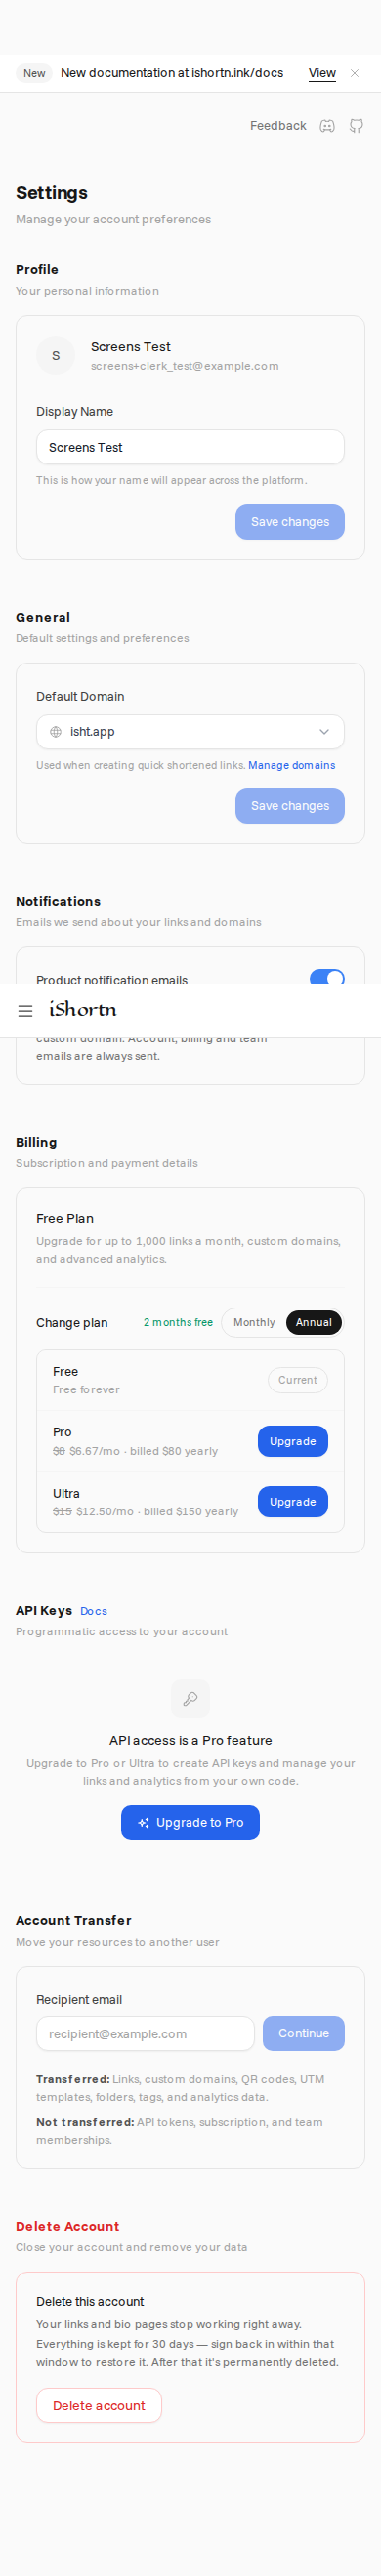 New New documentation at ishortn.ink/docs View
Feedback
Settings
Manage your account preferences
Profile
Your personal information
S
Screens Test
screens+clerk_test@example.com
Display Name
Screens Test
This is how your name will appear across the platform.
Save changes
General
Default settings and preferences
Default Domain
isht.app
Used when creating quick shortened links. Manage domains
Save changes
Notifications
Emails we send about your links and domains
Product notification emails
iShortn
custom domain. Account, billing and team
emails are always sent.
Billing
Subscription and payment details
Free Plan
Upgrade for up to 1,000 links a month, custom domains,
and advanced analytics.
Change plan 2 months free Monthly Annual
Free
Free forever
Current
Pro
$8 $6.67/mo · billed $80 yearly
Upgrade
Ultra
$15 $12.50/mo · billed $150 yearly
Upgrade
API Keys Docs
Programmatic access to your account
API access is a Pro feature
Upgrade to Pro or Ultra to create API keys and manage your
links and analytics from your own code.
Upgrade to Pro
Account Transfer
Move your resources to another user
Recipient email
recipient@example.com Continue
Transferred: Links, custom domains, QR codes, UTM
templates, folders, tags, and analytics data.
Not transferred: API tokens, subscription, and team
memberships.
Delete Account
Close your account and remove your data
Delete this account
Your links and bio pages stop working right away.
Everything is kept for 30 days — sign back in within that
window to restore it. After that it's permanently deleted.
Delete account